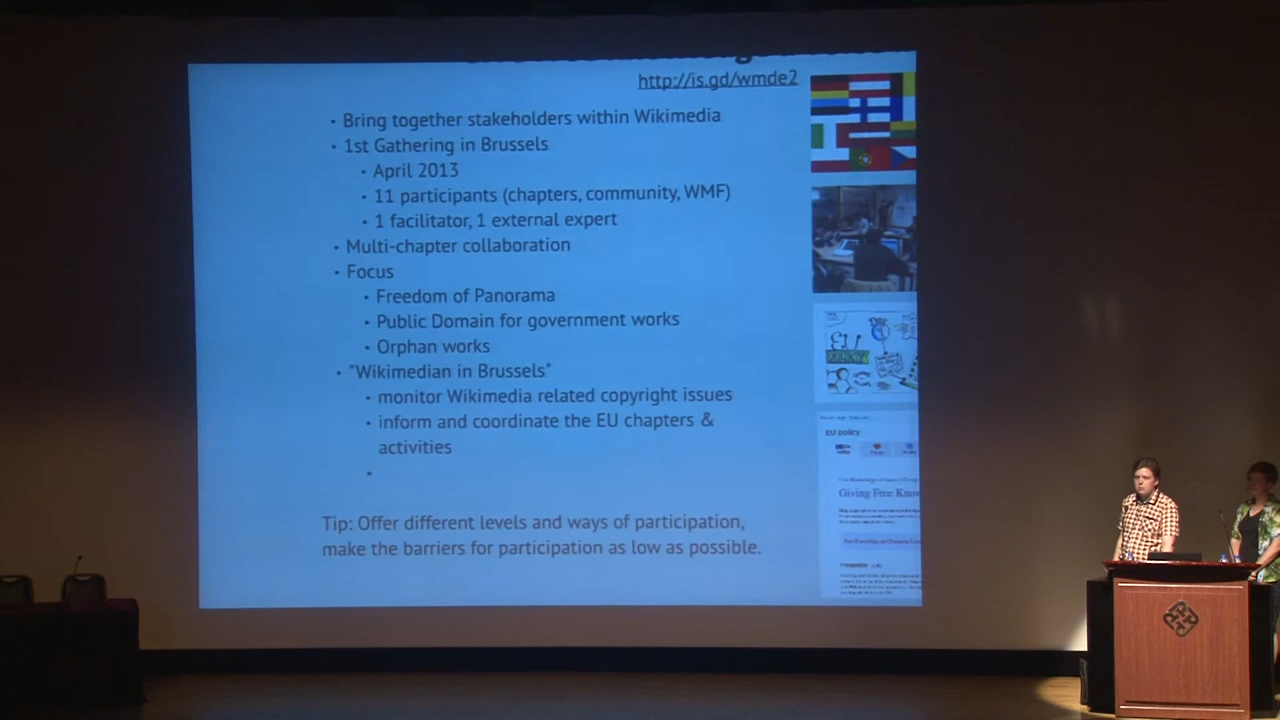 http://is.gd/wmde2
• Bring together stakeholders within Wikimedia
• 1st Gathering in Brussels
• April 2013
• 11 participants (chapters, community, WMF)
• 1 facilitator, 1 external expert
• Multi-chapter collaboration
• Focus
• Freedom of Panorama
• Public Domain for government works
• Orphan works
• "Wikimedian in Brussels"
• monitor Wikimedia related copyright issues
• inform and coordinate the EU chapters &
activities
•
Tip: Offer different levels and ways of participation,
make the barriers for participation as low as possible.
EU
EU policy
Giving Free Know